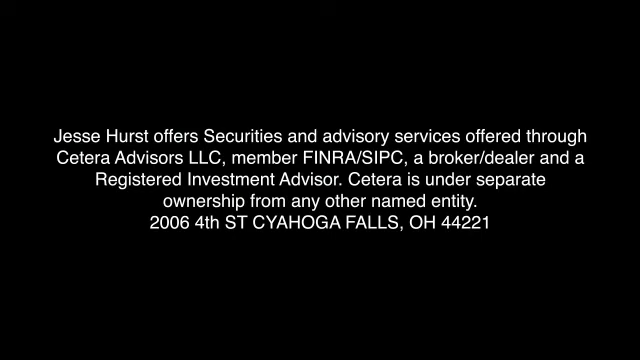 Jesse Hurst offers Securities and advisory services offered through
Cetera Advisors LLC, member FINRA/SIPC, a broker/dealer and a
Registered Investment Advisor. Cetera is under separate
ownership from any other named entity.
2006 4th ST CYAHOGA FALLS, OH 44221